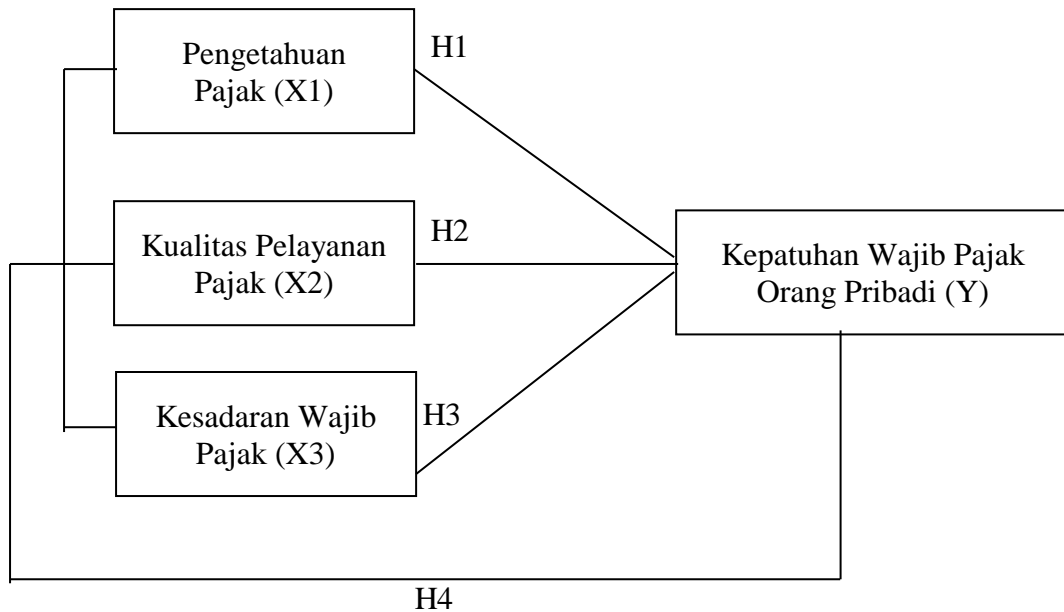 Pengetahuan
Pajak (X1)
H1
Kualitas Pelayanan
Pajak (X2)
H2
Kepatuhan Wajib Pajak
Orang Pribadi (Y)
Kesadaran Wajib
Pajak (X3)
H3
H4